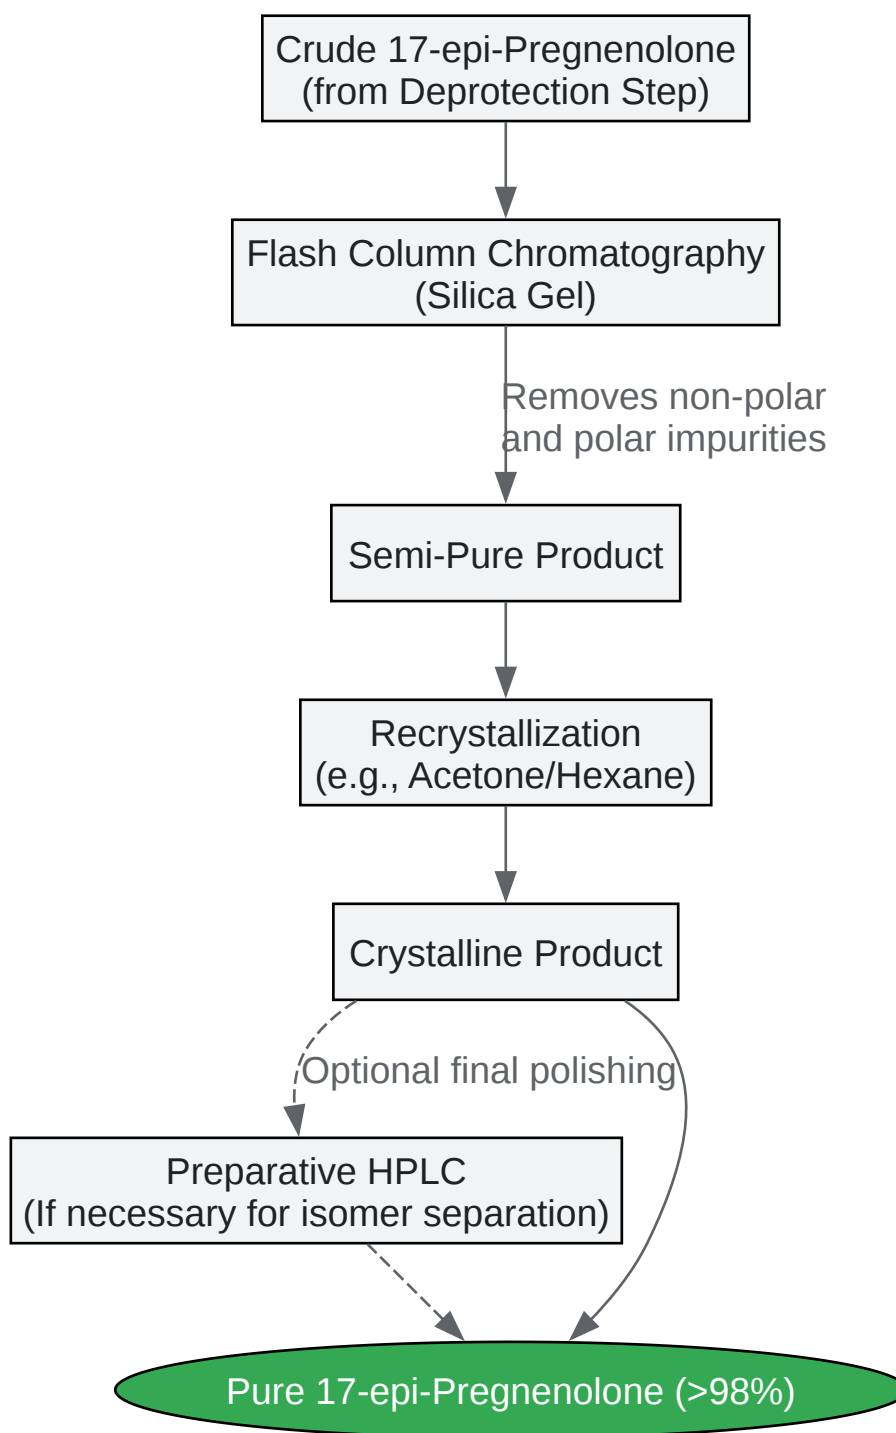 Crude 17-epi-Pregnenolone
(from Deprotection Step)
Flash Column Chromatography
(Silica Gel)
Removes non-polar
and polar impurities
Semi-Pure Product
Recrystallization
(e.g., Acetone/Hexane)
Crystalline Product
Optional final polishing
Preparative HPLC
(If necessary for isomer separation)
Pure 17-epi-Pregnenolone (>98%)